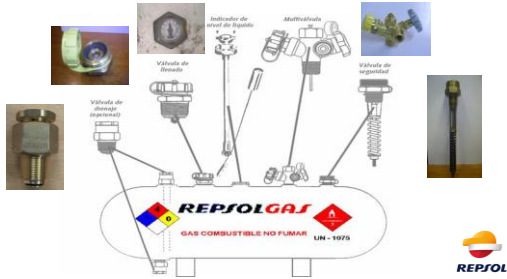 Indicador de
nivel de líquido
Multiválvula
Válvula de
llenado
Válvula de
seguridad
Válvula de
drenaje
(opcional)
REPSOLGAS
GAS COMBUSTIBLE NO FUMAR
UN - 1075
REPSOL